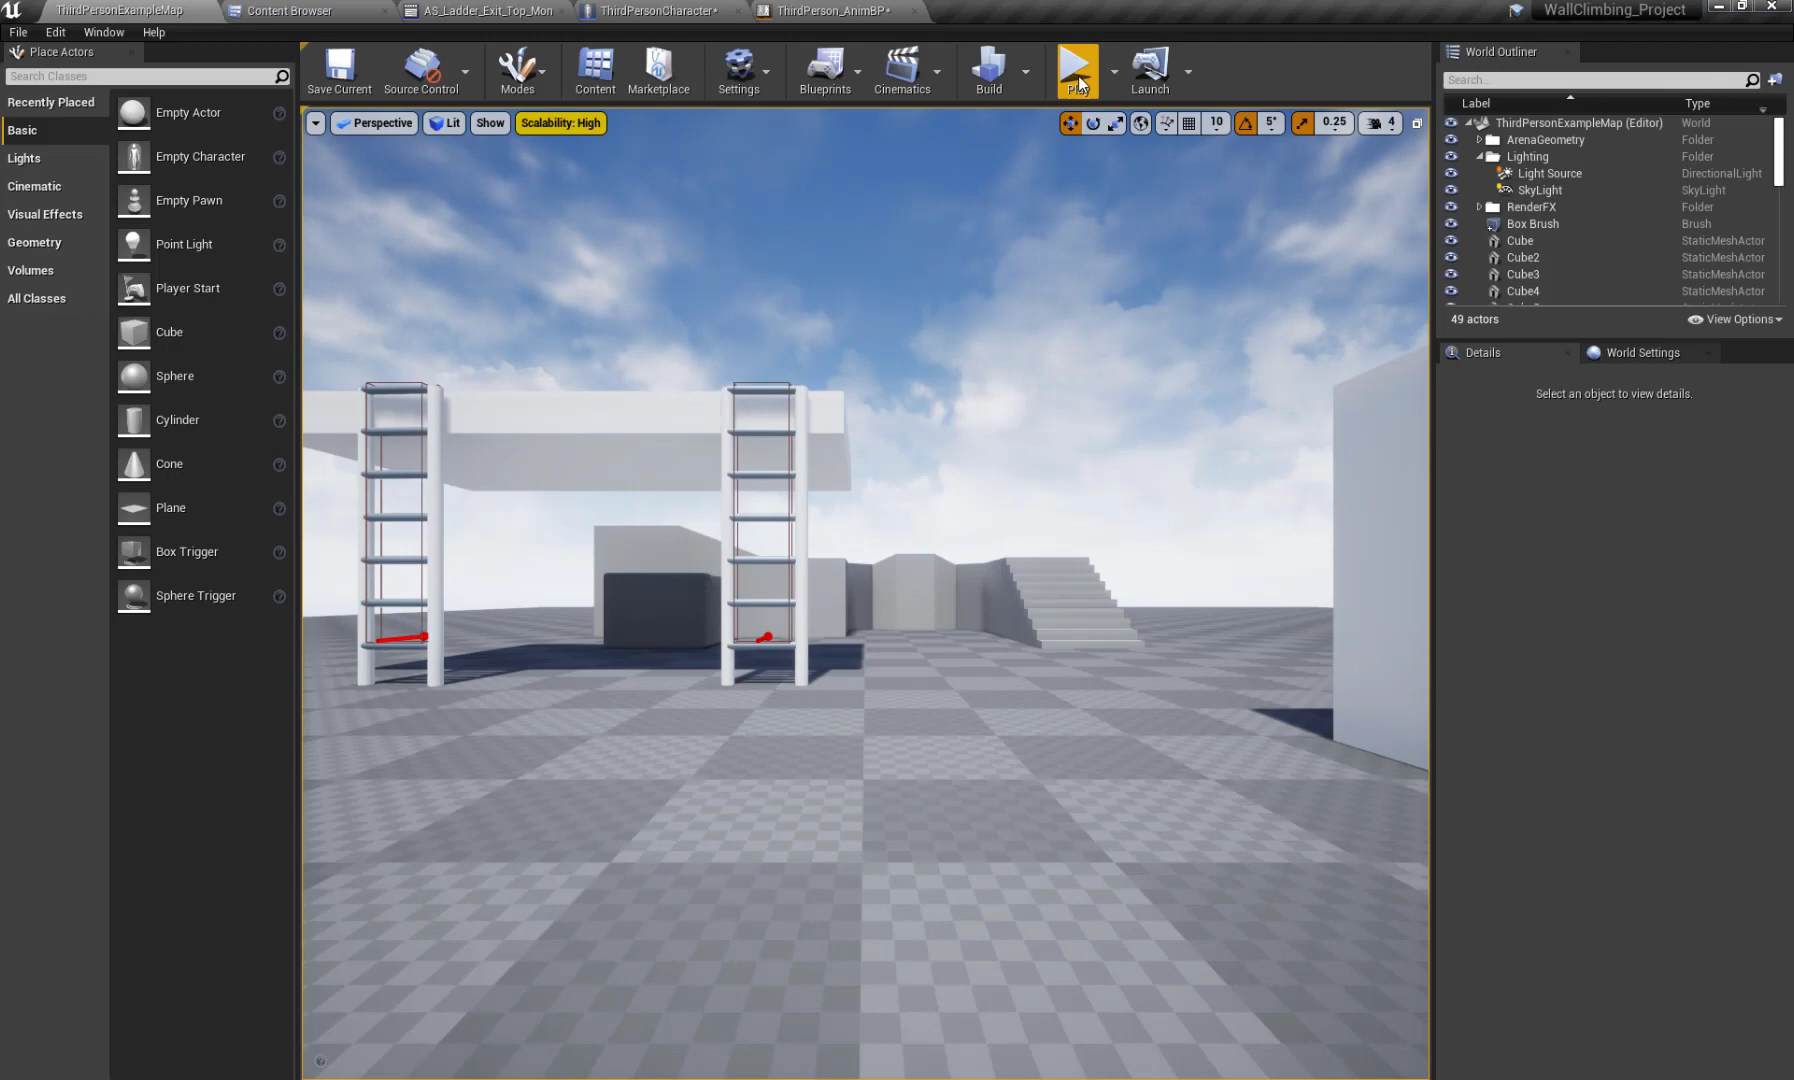 ThirdPersonExampleMap
Content Browser
AS_Ladder_Exit_Top_Mon
ThirdPersonCharacter*
ThirdPerson_AnimBP*
WallClimbing_Project
File Edit Window Help
Place Actors
Search Classes
Recently Placed
Basic
Lights
Cinematic
Visual Effects
Geometry
Volumes
All Classes
Empty Actor
Empty Character
Empty Pawn
Point Light
Player Start
Cube
Sphere
Cylinder
Cone
Plane
Box Trigger
Sphere Trigger
Save Current
Source Control
Modes
Content
Marketplace
Settings
Blueprints
Cinematics
Build
Play
Launch
Perspective
Lit
Show
Scalability: High
10
5°
0.25
4
World Outliner
Search...
Label Type
ThirdPersonExampleMap (Editor) World
ArenaGeometry Folder
Lighting Folder
Light Source DirectionalLight
SkyLight SkyLight
RenderFX Folder
Box Brush Brush
Cube StaticMeshActor
Cube2 StaticMeshActor
Cube3 StaticMeshActor
Cube4 StaticMeshActor
49 actors
View Options
Details
World Settings
Select an object to view details.